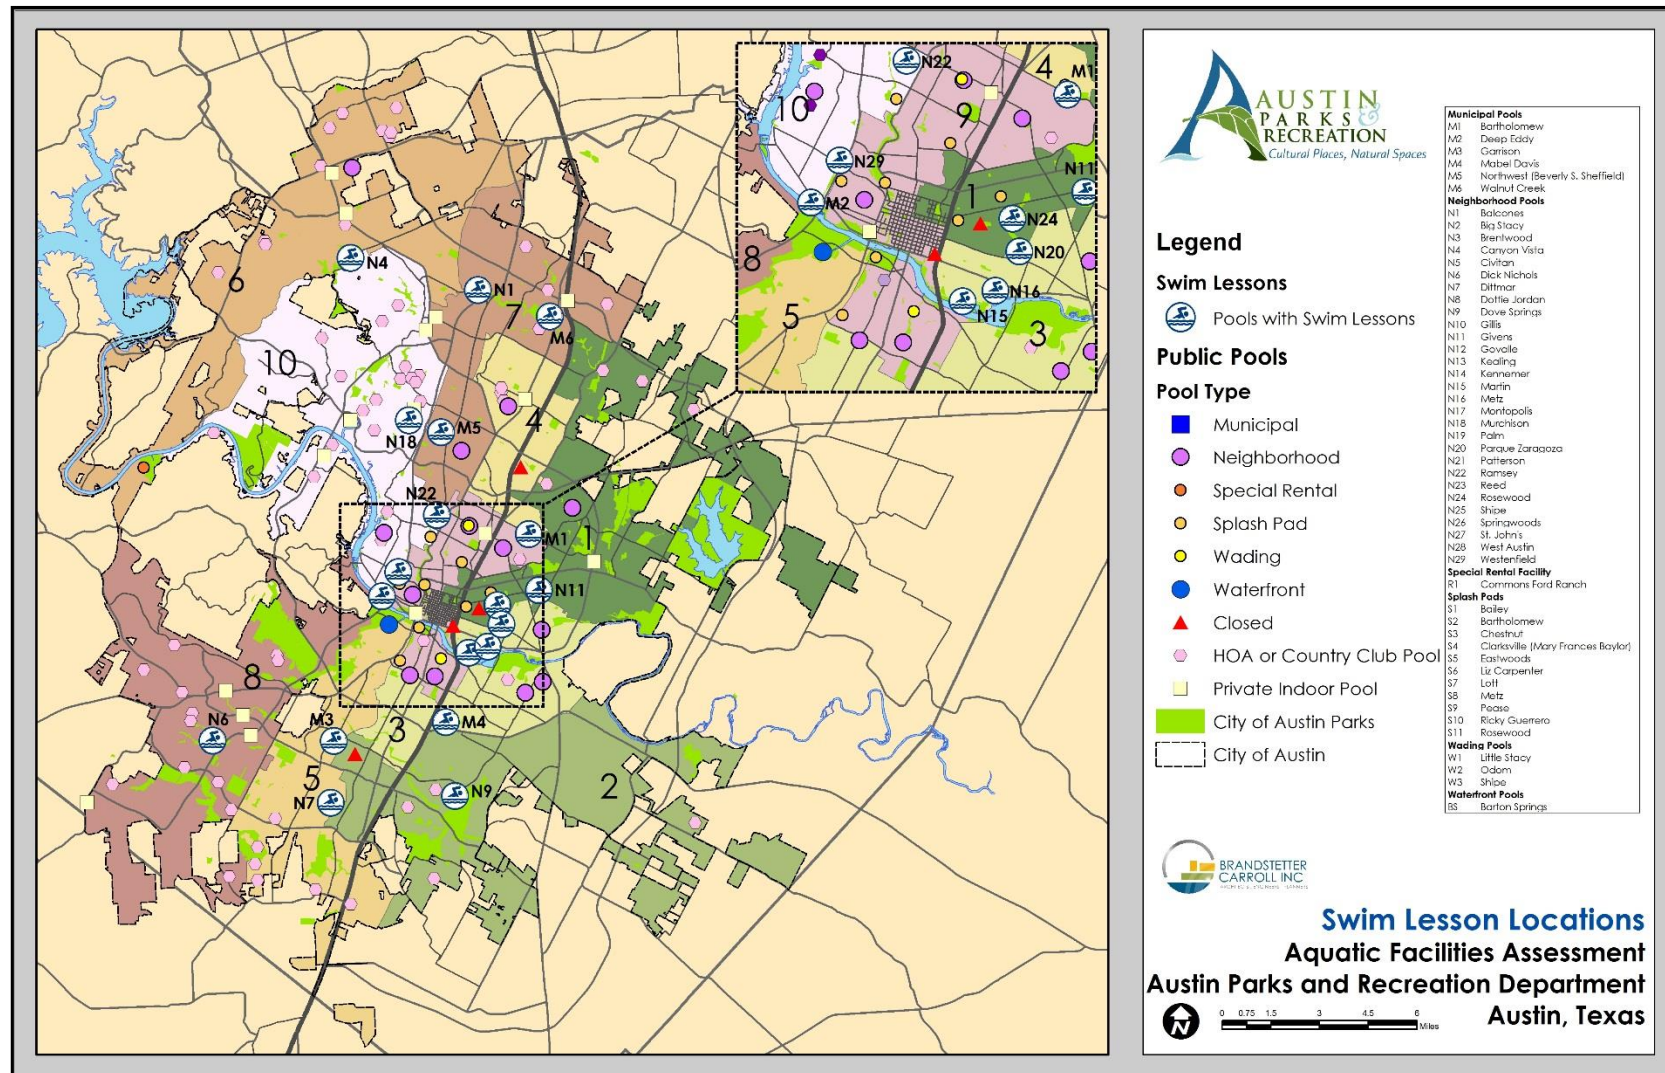 6
N4
N1
7
M6
10
4
N18
M5
N22
M1
1
N11
8
N6
M3
M4
3
5
N7
N9
2
N22
4
M1
10
9
N29
N11
M2
1
N24
8
N20
N16
N15
5
3
AUSTIN
PARKS &
RECREATION
Cultural Places, Natural Spaces
Legend
Swim Lessons
Pools with Swim Lessons
Public Pools
Pool Type
Municipal
Neighborhood
Special Rental
Splash Pad
Wading
Waterfront
Closed
HOA or Country Club Pool
Private Indoor Pool
City of Austin Parks
City of Austin
Municipal Pools
M1 Bartholomew
M2 Deep Eddy
M3 Garrison
M4 Mabel Davis
M5 Northwest (Beverly S. Sheffield)
M6 Walnut Creek
Neighborhood Pools
N1 Balcones
N2 Big Stacy
N3 Brentwood
N4 Canyon Vista
N5 Civitan
N6 Dick Nichols
N7 Dittmar
N8 Dottie Jordan
N9 Dove Springs
N10 Gillis
N11 Givens
N12 Govalle
N13 Kealing
N14 Kennemer
N15 Martin
N16 Metz
N17 Montopolis
N18 Murchison
N19 Palm
N20 Parque Zaragoza
N21 Patterson
N22 Ramsey
N23 Reed
N24 Rosewood
N25 Shipe
N26 Springwoods
N27 St. John's
N28 West Austin
N29 Westenfield
Special Rental Facility
R1 Commons Ford Ranch
Splash Pads
S1 Bailey
S2 Bartholomew
S3 Chestnut
S4 Clarksville (Mary Frances Baylor)
S5 Eastwoods
S6 Liz Carpenter
S7 Lott
S8 Metz
S9 Pease
S10 Ricky Guerrero
S11 Rosewood
Wading Pools
W1 Little Stacy
W2 Odom
W3 Shipe
Waterfront Pools
BS Barton Springs
BRANDSTETTER
CARROLL INC
Swim Lesson Locations
Aquatic Facilities Assessment
Austin Parks and Recreation Department
Austin, Texas
N
0 0.75 1.5 3 4.5 6
Miles